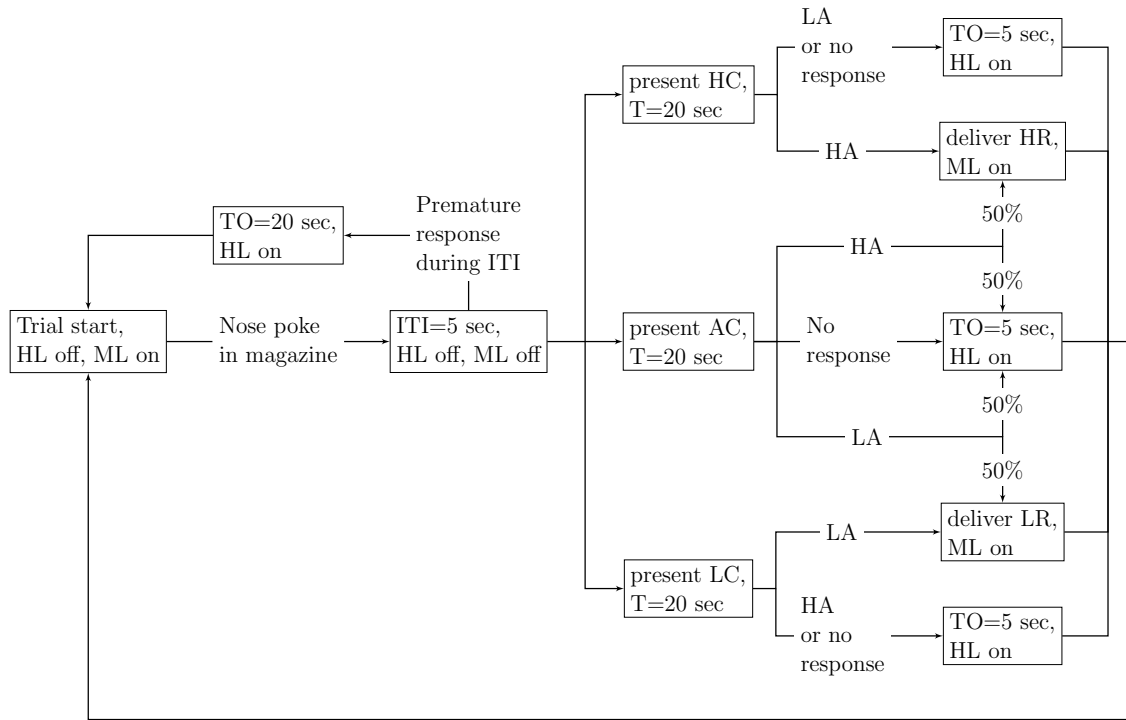 LA
or no
response
TO=5 sec,
HL on
present HC,
T=20 sec
HA
deliver HR,
ML on
50%
Premature
response
during ITI
TO=20 sec,
HL on
HA
50%
Trial start,
HL off, ML on
Nose poke
in magazine
ITI=5 sec,
HL off, ML off
present AC,
T=20 sec
No
response
TO=5 sec,
HL on
50%
LA
50%
LA
deliver LR,
ML on
present LC,
T=20 sec
HA
or no
response
TO=5 sec,
HL on